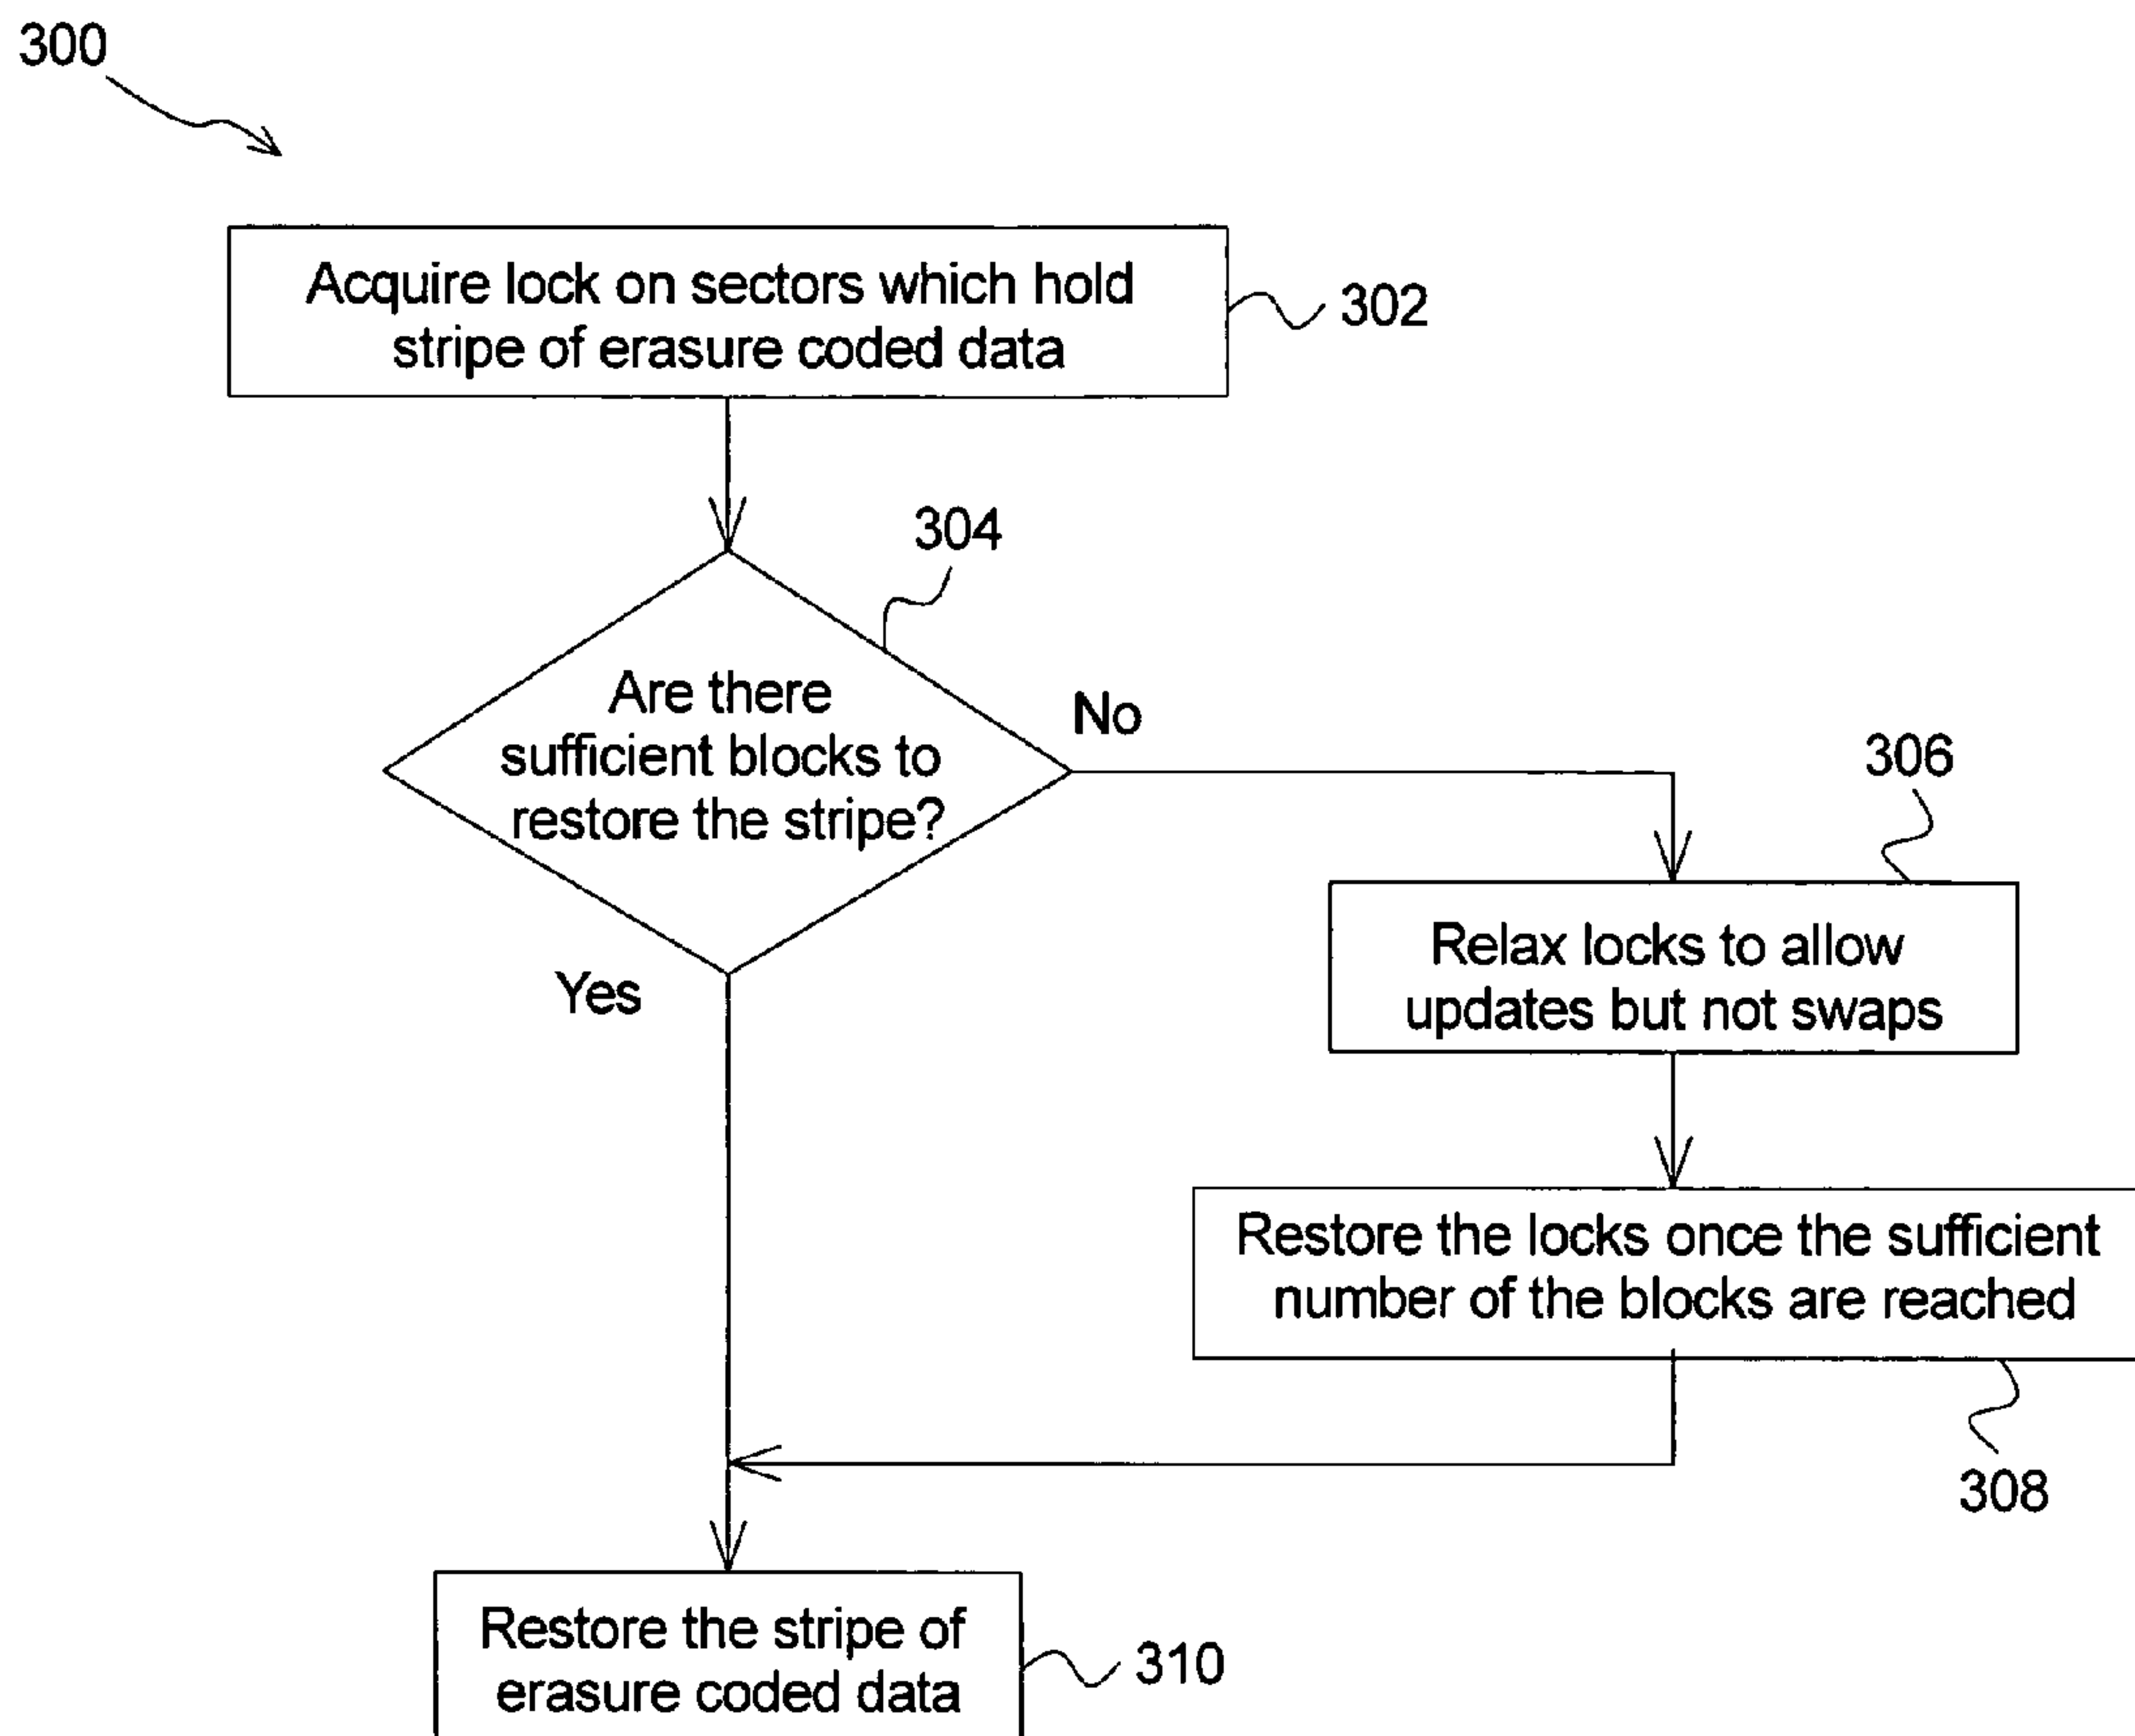 300
Acquire lock on sectors which hold
stripe of erasure coded data
302
304
Are there
sufficient blocks to
restore the stripe?
No
Yes
306
Relax locks to allow
updates but not swaps
Restore the locks once the sufficient
number of the blocks are reached
308
Restore the stripe of
erasure coded data
310